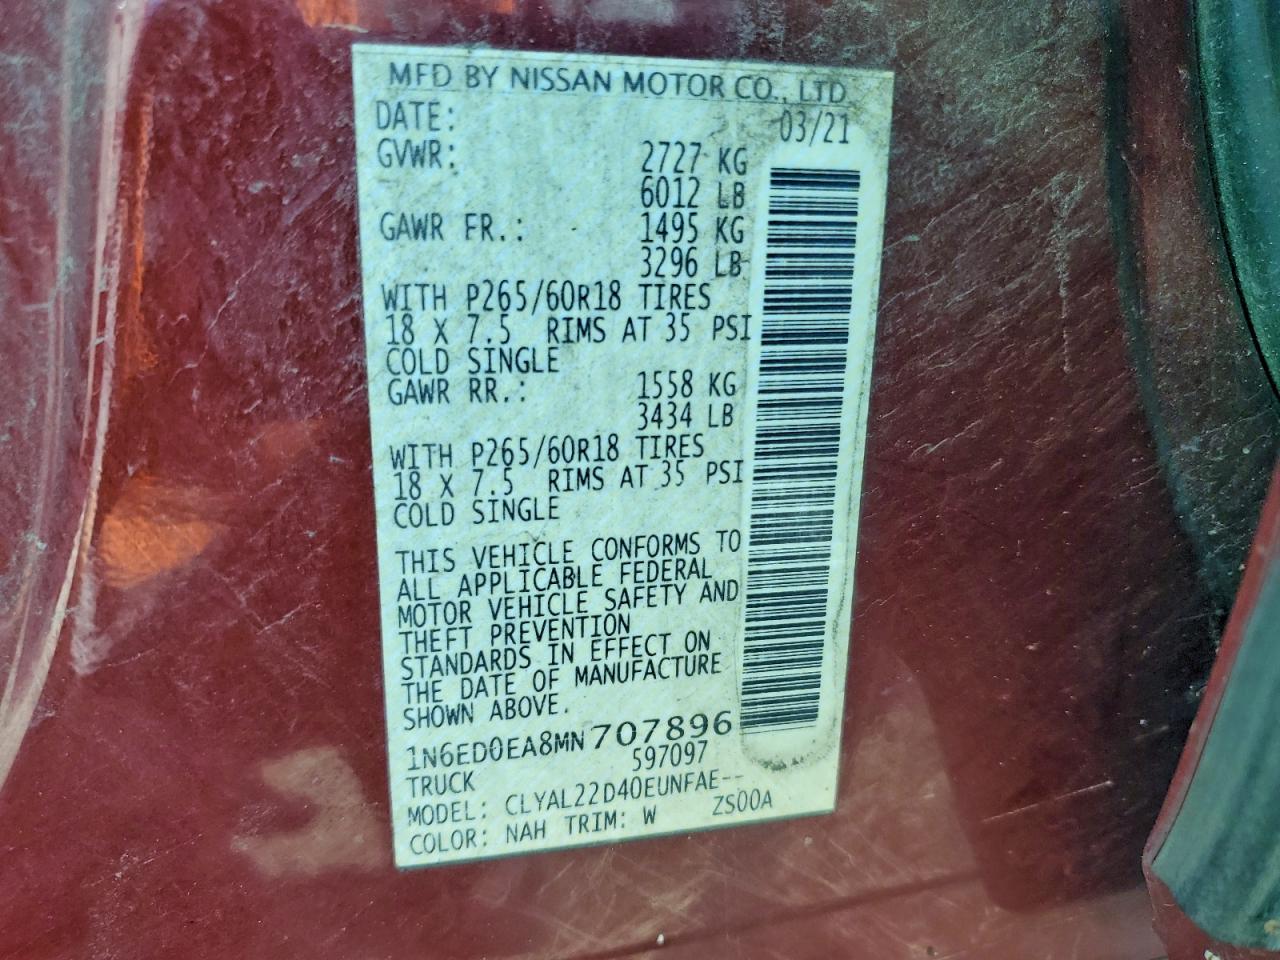 MFD BY NISSAN MOTOR CO., LTD
DATE: 03/21
GVWR: 2727 KG
6012 LB
GAWR FR.: 1495 KG
3296 LB
WITH P265/60R18 TIRES
18 X 7.5 RIMS AT 35 PSI
COLD SINGLE
GAWR RR.: 1558 KG
3434 LB
WITH P265/60R18 TIRES
18 X 7.5 RIMS AT 35 PSI
COLD SINGLE
THIS VEHICLE CONFORMS TO
ALL APPLICABLE FEDERAL
MOTOR VEHICLE SAFETY AND
THEFT PREVENTION
STANDARDS IN EFFECT ON
THE DATE OF MANUFACTURE
SHOWN ABOVE.
1N6ED0EA8MN707896
TRUCK 597097
MODEL: CLYAL22D40EUNFAE--
COLOR: NAH TRIM: W ZS00A